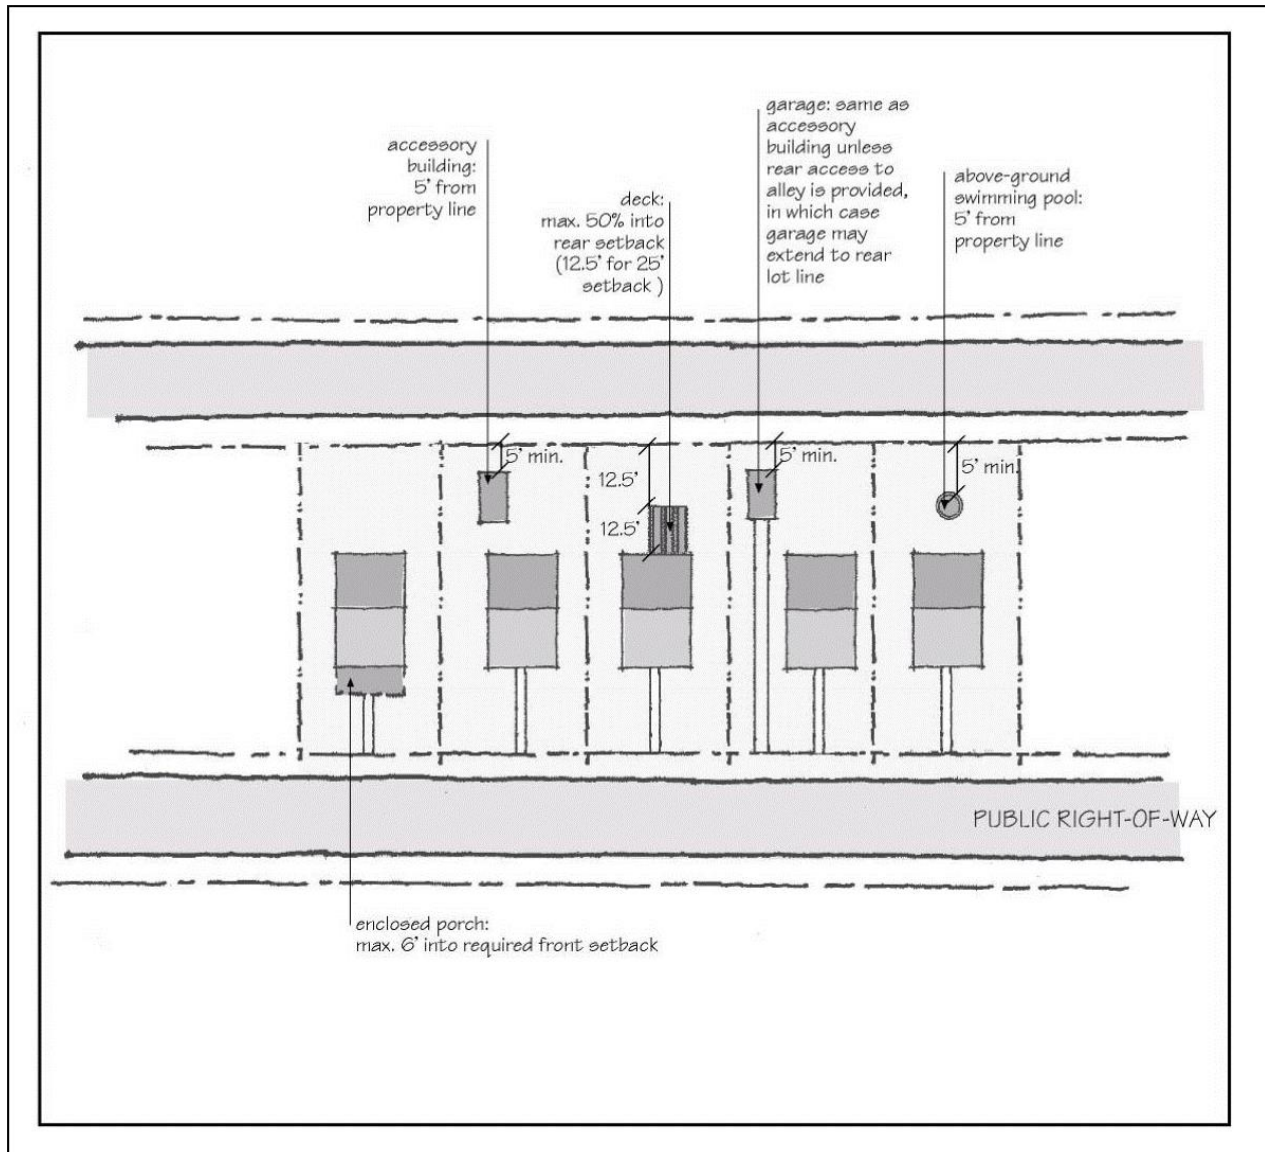 accessory
building:
5' from
property line
deck:
max. 50% into
rear setback
(12.5' for 25'
setback )
garage: same as
accessory
building unless
rear access to
alley is provided,
in which case
garage may
extend to rear
lot line
above-ground
swimming pool:
5' from
property line
5' min.
12.5'
12.5'
5' min.
5' min.
PUBLIC RIGHT-OF-WAY
enclosed porch:
max. 6' into required front setback